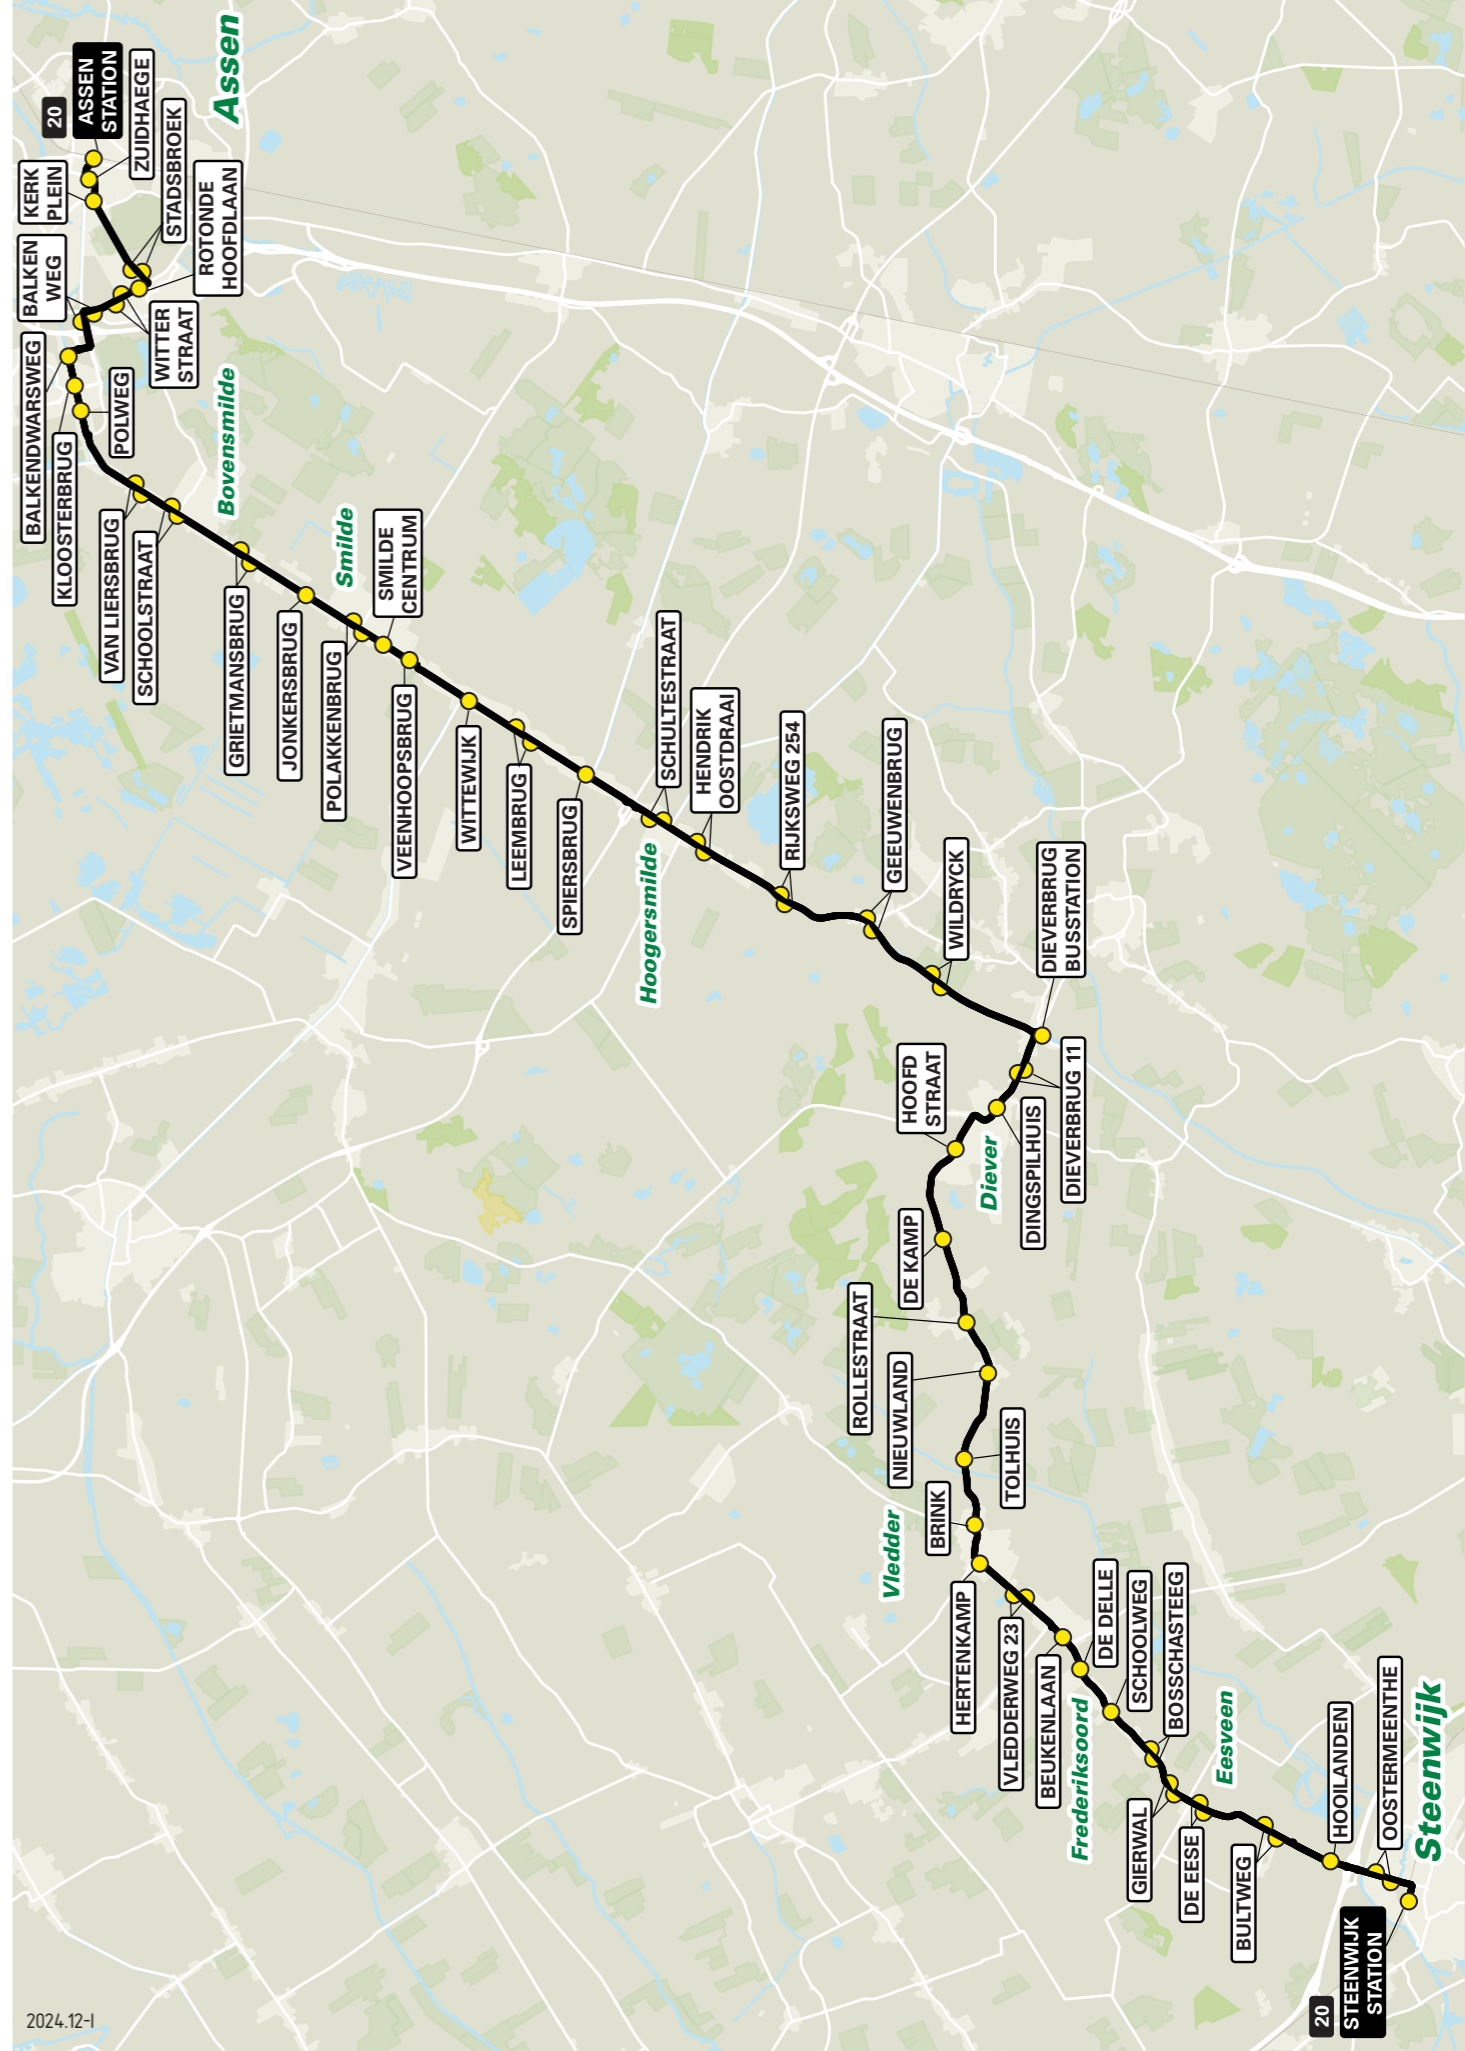 20
ASSEN
STATION
ZUIDHAEGE
KERK
PLEIN
STADSBROEK
ROTONDE
HOOFDLAAN
Assen
BALKEN
WEG
WITTER
STRAAT
BALKENDWARSWEG
KLOOSTERBRUG
POLWEG
VAN LIERSBRUG
SCHOOLSTRAAT
Bovensmilde
GRIETMANSBRUG
JONKERSBRUG
Smilde
POLAKKENBRUG
SMILDE
CENTRUM
VEENHOOPSBRUG
WITTEWIJK
LEEMBRUG
SPIERSBRUG
SCHULTESTRAAT
Hoogersmilde
HENDRIK
OOSTDRAAI
RIJKSWEG 254
GEEUWENBRUG
WILDRYCK
DIEVERBRUG
BUSSTATION
DIEVERBRUG 11
DINGSPILHUIS
Diever
HOOFD
STRAAT
DE KAMP
ROLLESTRAAT
NIEUWLAND
TOLHUIS
BRINK
Vledder
HERTENKAMP
VLEDDERWEG 23
BEUKENLAAN
DE DELLE
Frederiksoord
SCHOOLWEG
BOSSCHASTEEG
GIERWAL
DE EESE
Eesveen
BULTWEG
HOOILANDEN
OOSTERMEENTHE
Steenwijk
20
STEENWIJK
STATION
2024.12-I